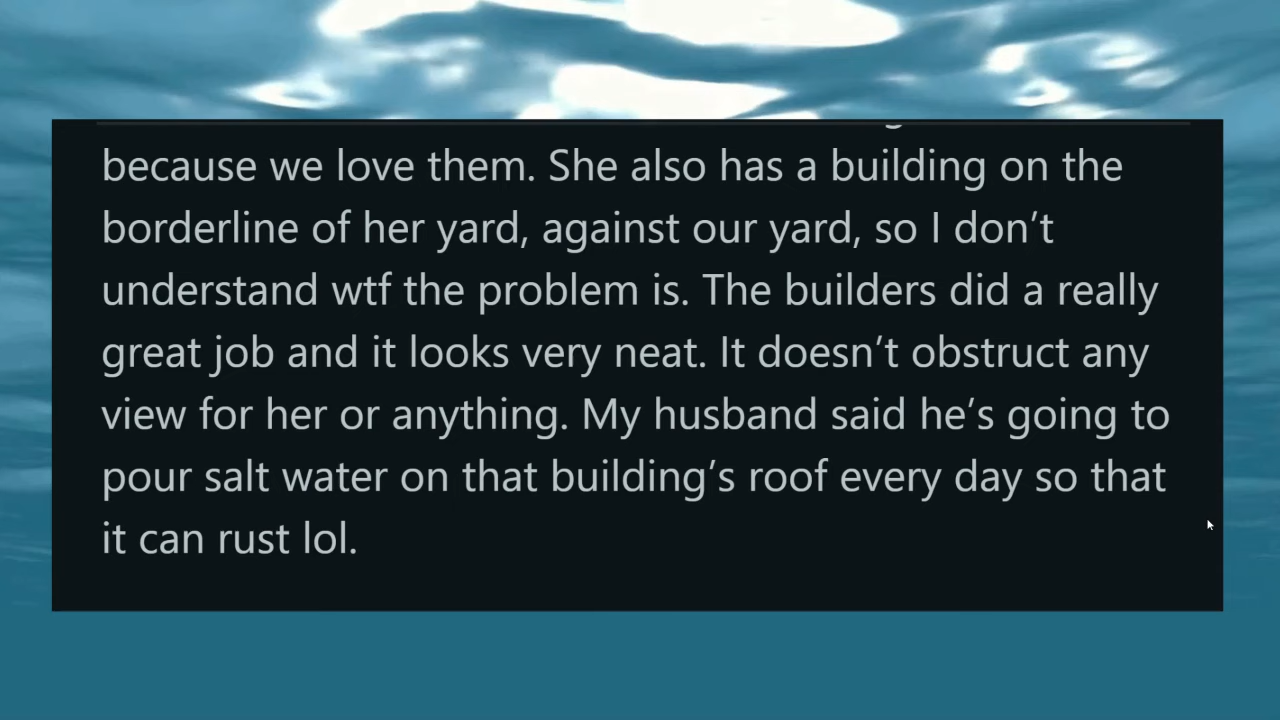 because we love them. She also has a building on the
borderline of her yard, against our yard, so I don’t
understand wtf the problem is. The builders did a really
great job and it looks very neat. It doesn’t obstruct any
view for her or anything. My husband said he’s going to
pour salt water on that building’s roof every day so that
it can rust lol.